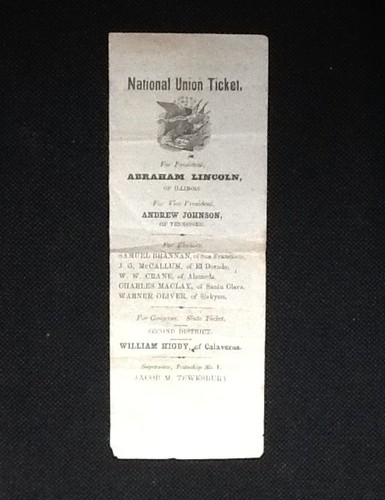 National Union Ticket.
For President,
ABRAHAM LINCOLN,
OF ILLINOIS
For Vice President,
ANDREW JOHNSON,
OF TENNESSEE.
For Electors,
SAMUEL BRANNAN, of San Francisco,
J. G. McCALLUM, of El Dorado,
W. W. CRANE, of Alameda,
CHARLES MACLAY, of Santa Clara,
WARNER OLIVER, of Siskyou.
For Congress. State Ticket.
SECOND DISTRICT.
WILLIAM HIGBY, of Calaveras.
Supervisor, Township No. 1.
JACOB M. TEWKSBURY